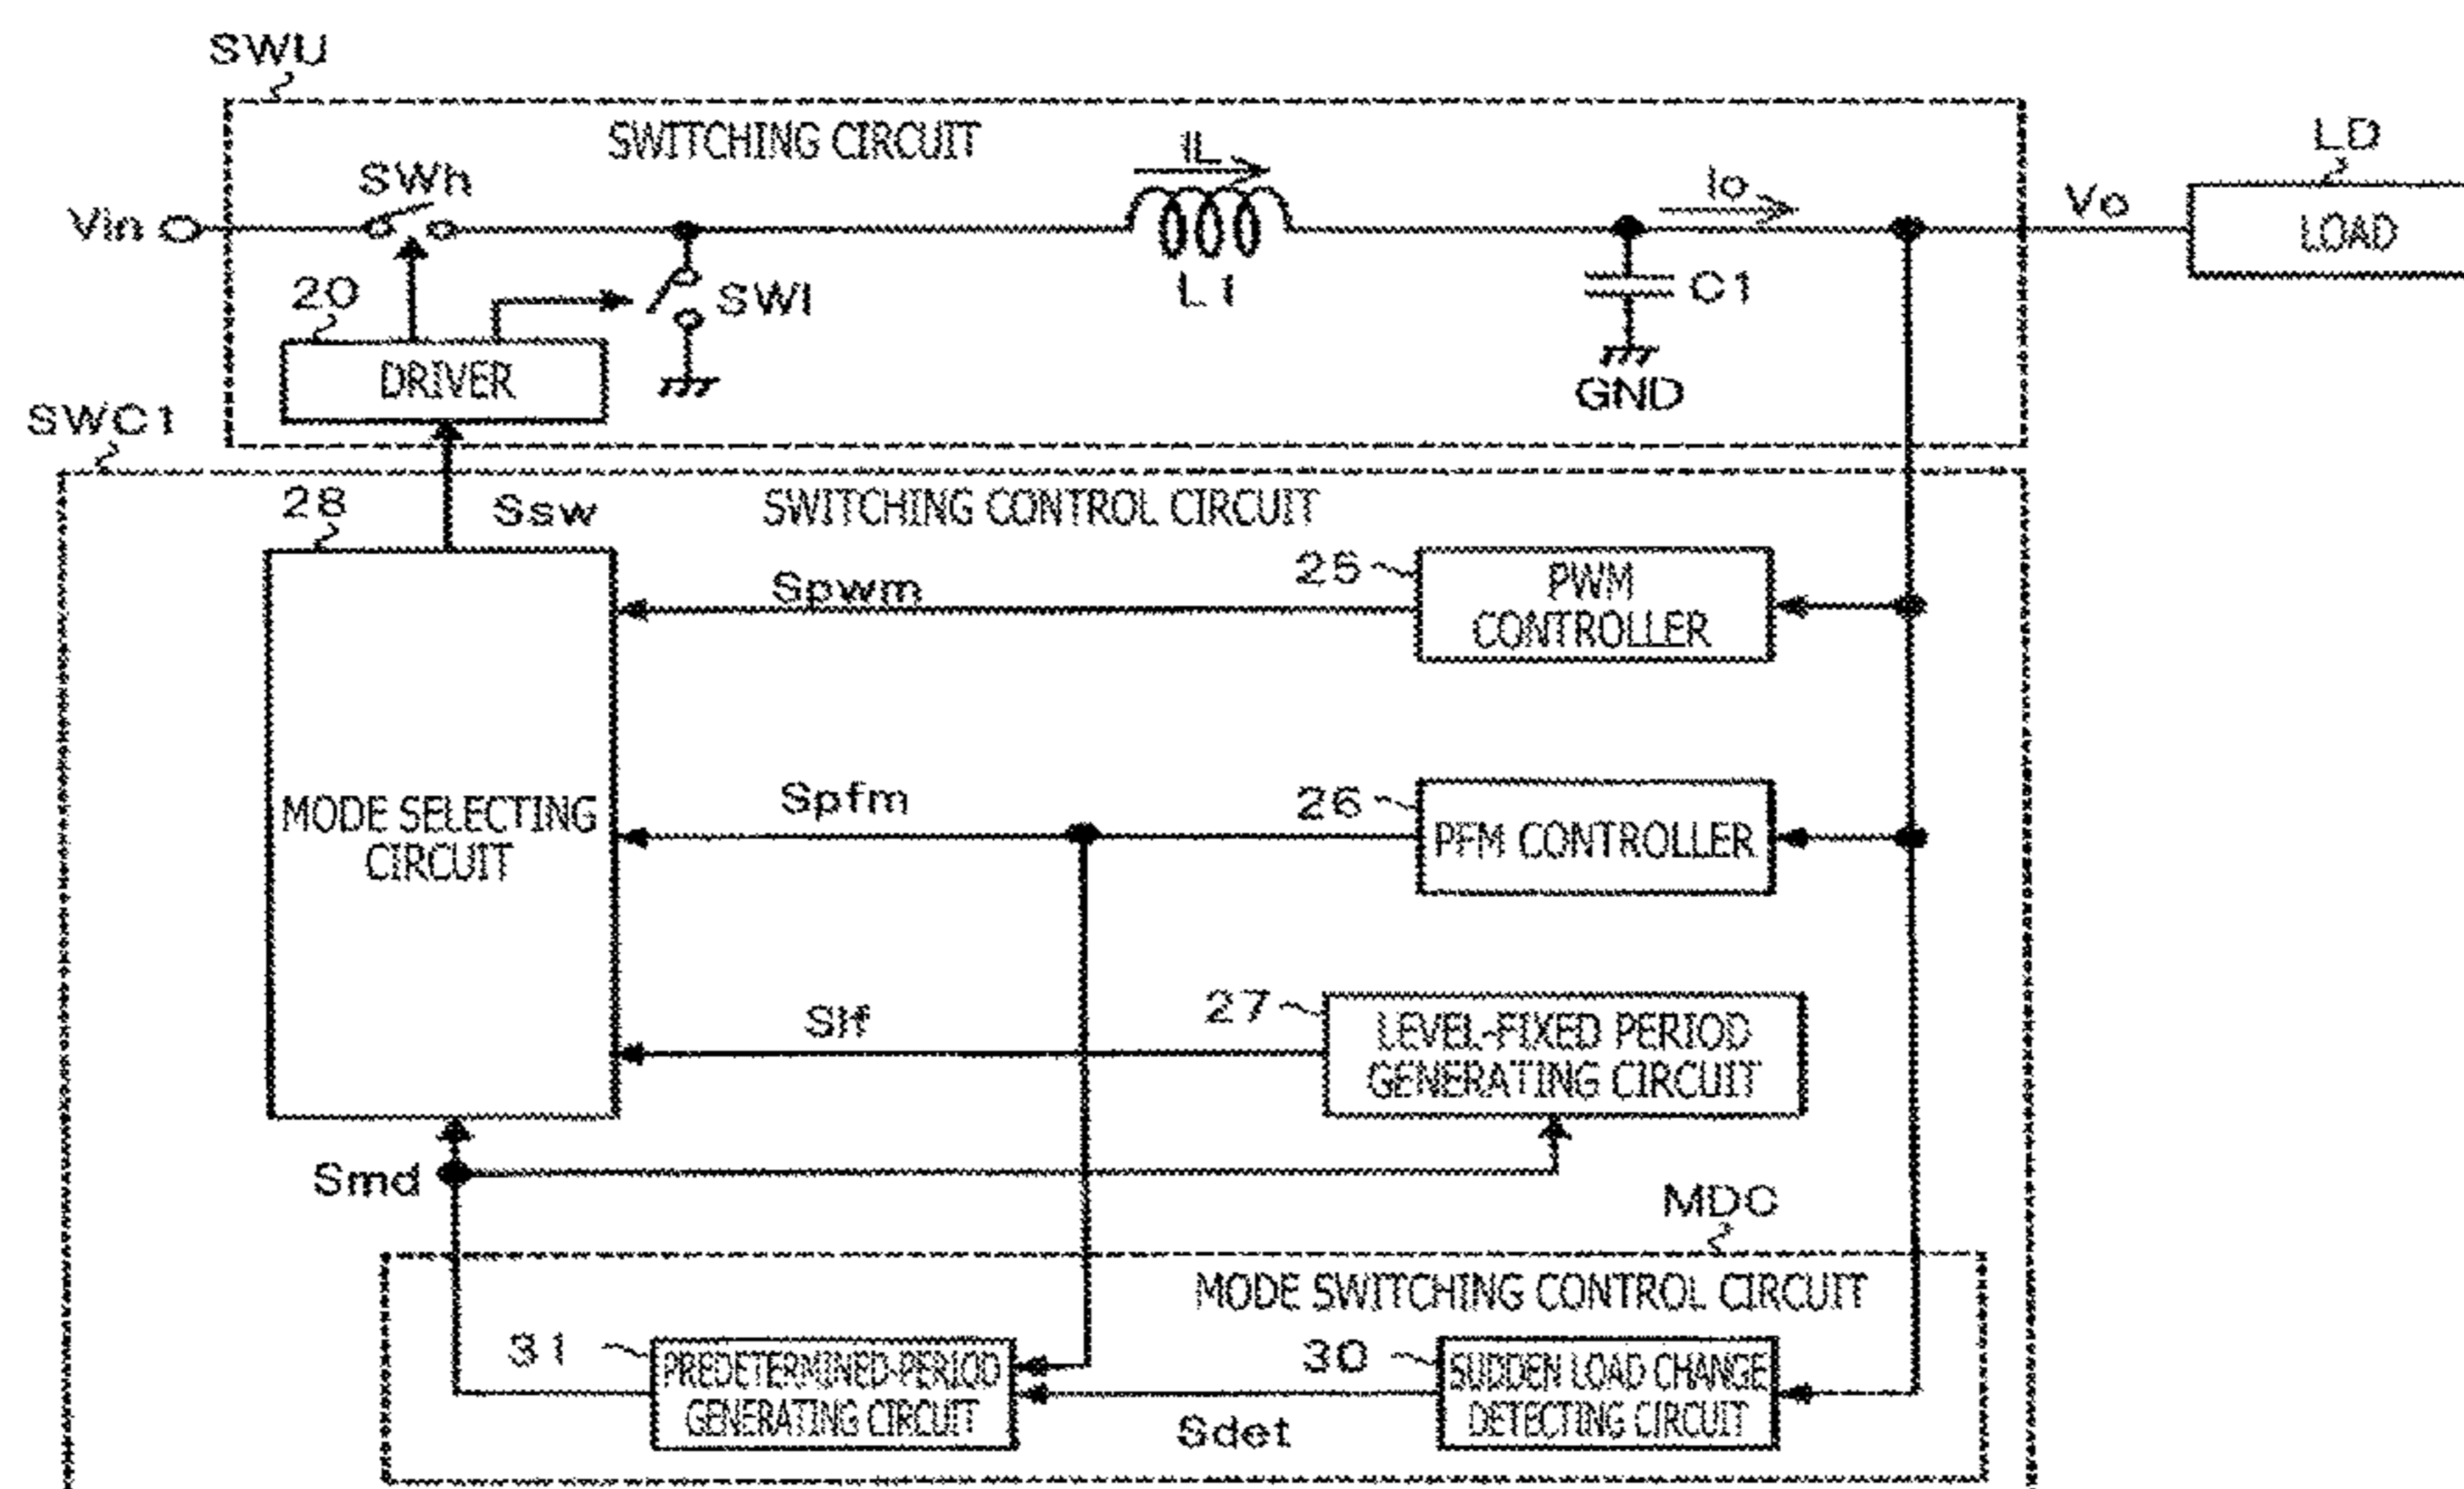 SWU
SWITCHING CIRCUIT
Vin
SWh
IL
L1
Io
Vo
LD
LOAD
20
DRIVER
SWl
C1
GND
SWC1
28
Ssw
SWITCHING CONTROL CIRCUIT
MODE SELECTING
CIRCUIT
Spwm
25
PWM
CONTROLLER
Spfm
26
PFM CONTROLLER
Slf
27
LEVEL-FIXED PERIOD
GENERATING CIRCUIT
Smd
MDC
MODE SWITCHING CONTROL CIRCUIT
31
PREDETERMINED-PERIOD
GENERATING CIRCUIT
Sdet
30
SUDDEN LOAD CHANGE
DETECTING CIRCUIT